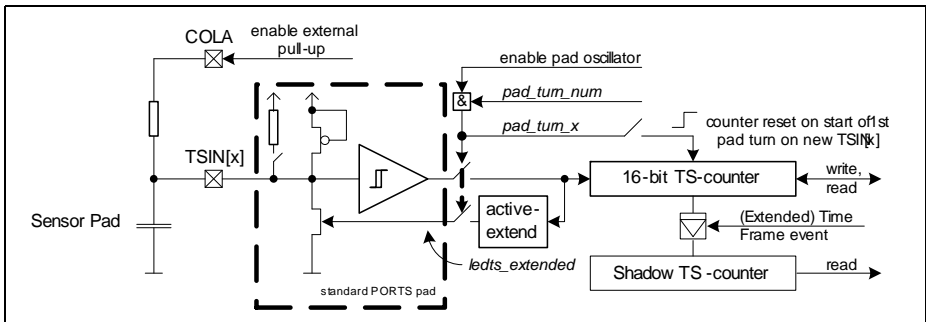 COLA
enable external
pull-up
enable pad oscillator
&
pad_turn_num
pad_turn_x
counter reset on start of1st
pad turn on new TSIN[x]
TSIN[x]
16-bit TS-counter
write,
read
Sensor Pad
active-
extend
(Extended) Time
Frame event
ledts_extended
Shadow TS -counter
read
standard PORTS pad